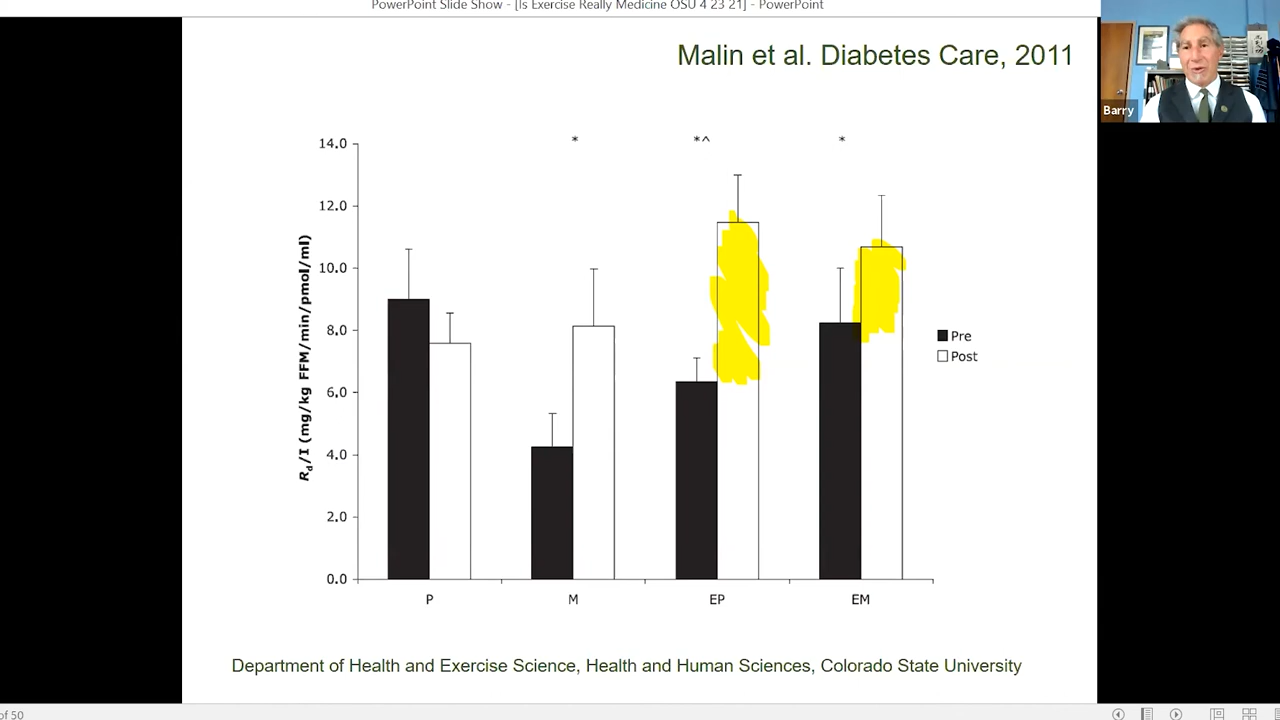 PowerPoint Slide Show - [Is Exercise Really Medicine OSU 4 23 21] - PowerPoint
Malin et al. Diabetes Care, 2011
Barry
* *^ *
14.0
12.0
10.0
8.0
6.0
4.0
2.0
0.0
Rd/I (mg/kg FFM/min/pmol/ml)
Pre
Post
P M EP EM
Department of Health and Exercise Science, Health and Human Sciences, Colorado State University
of 50